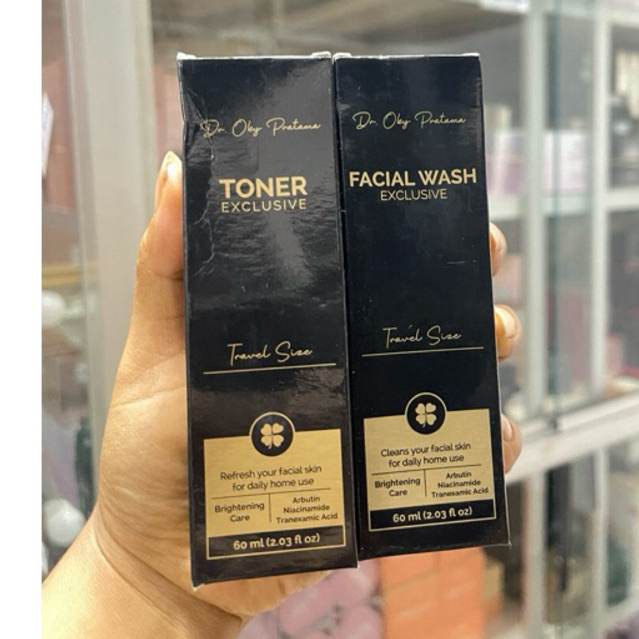 Dr. Oky Pratama
TONER
EXCLUSIVE
Travel Size
Refresh your facial skin
for daily home use
Brightening
Care
Arbutin
Niacinamide
Tranexamic Acid
60 ml (2.03 fl oz)
Dr. Oky Pratama
FACIAL WASH
EXCLUSIVE
Travel Size
Cleans your facial skin
for daily home use
Brightening
Care
Arbutin
Niacinamide
Tranexamic Acid
60 ml (2.03 fl oz)